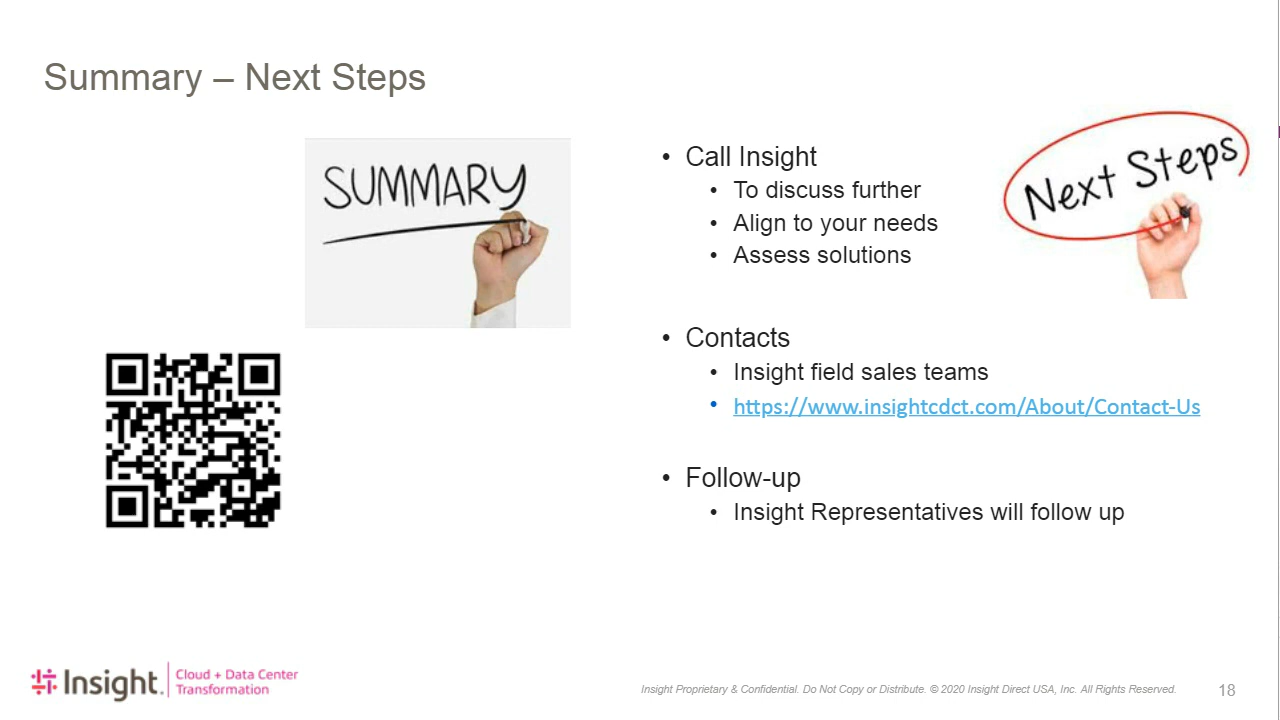 Summary – Next Steps
SUMMARY
Next Steps
• Call Insight
• To discuss further
• Align to your needs
• Assess solutions
• Contacts
• Insight field sales teams
• https://www.insightcdct.com/About/Contact-Us
• Follow-up
• Insight Representatives will follow up
Insight.
Cloud + Data Center
Transformation
Insight Proprietary & Confidential. Do Not Copy or Distribute. © 2020 Insight Direct USA, Inc. All Rights Reserved.
18